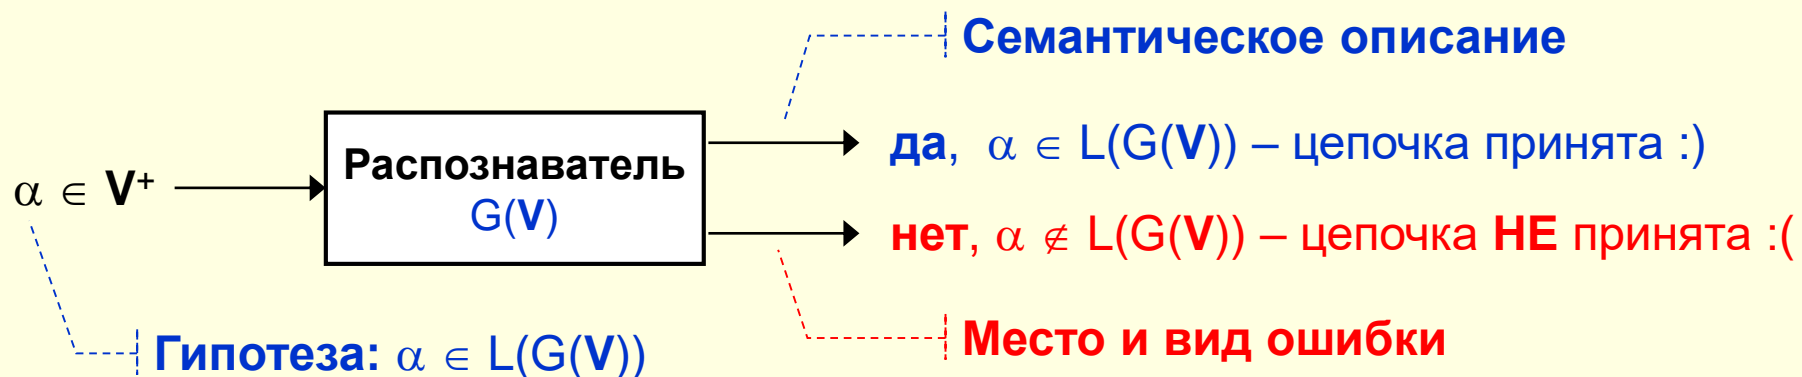 Семантическое описание
да, α ∈ L(G(V)) – цепочка принята :)
α ∈ V⁺
Распознаватель
G(V)
нет, α ∉ L(G(V)) – цепочка НЕ принята :(
Гипотеза: α ∈ L(G(V))
Место и вид ошибки